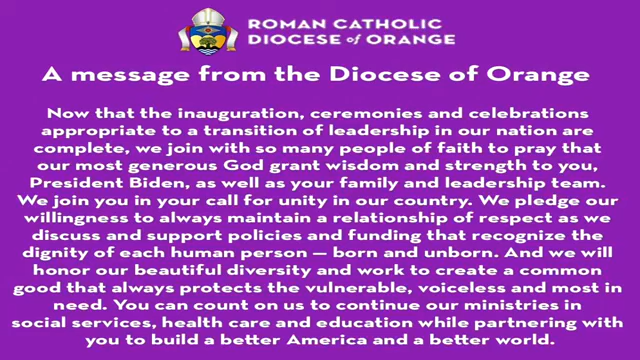 ROMAN CATHOLIC
DIOCESE of ORANGE
A message from the Diocese of Orange
Now that the inauguration, ceremonies and celebrations
appropriate to a transition of leadership in our nation are
complete, we join with so many people of faith to pray that
our most generous God grant wisdom and strength to you,
President Biden, as well as your family and leadership team.
We join you in your call for unity in our country. We pledge our
willingness to always maintain a relationship of respect as we
discuss and support policies and funding that recognize the
dignity of each human person — born and unborn. And we will
honor our beautiful diversity and work to create a common
good that always protects the vulnerable, voiceless and most in
need. You can count on us to continue our ministries in
social services, health care and education while partnering with
you to build a better America and a better world.